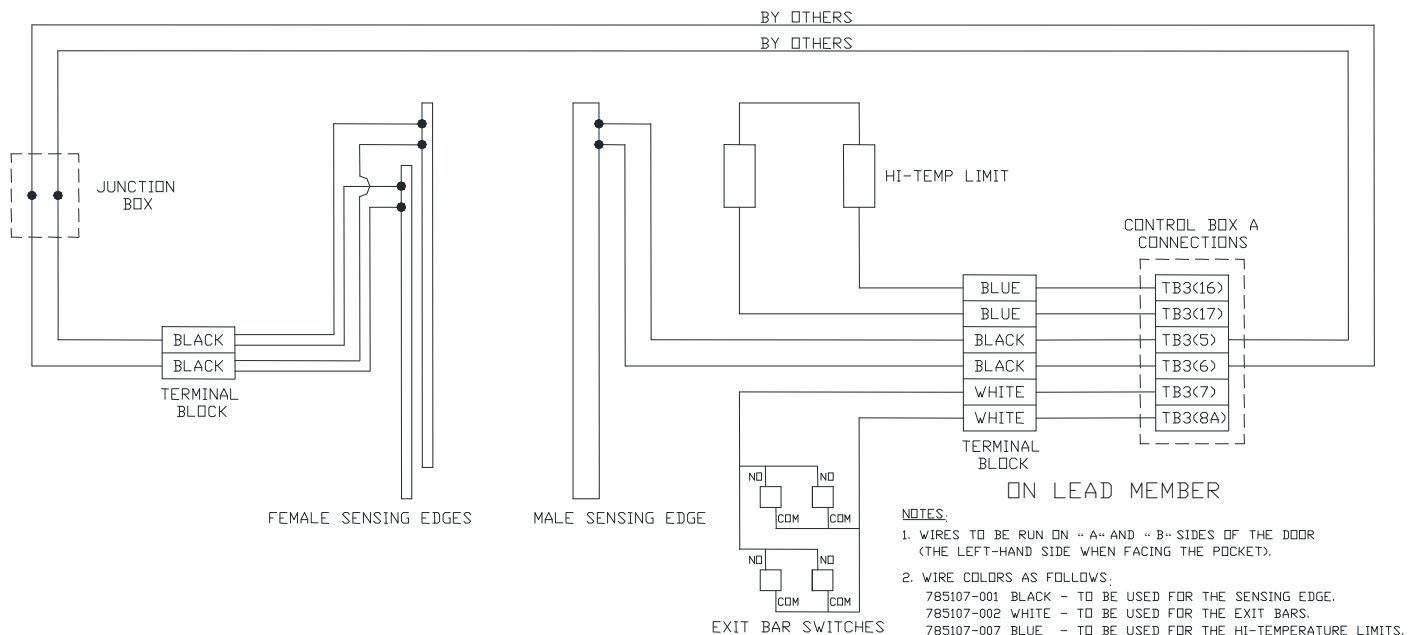 BY OTHERS
BY OTHERS
JUNCTION
BOX
HI-TEMP LIMIT
CONTROL BOX A
CONNECTIONS
BLUE
TB3(16)
BLUE
TB3(17)
BLACK
BLACK
TB3(5)
BLACK
BLACK
TB3(6)
WHITE
TB3(7)
WHITE
TB3(8A)
TERMINAL
BLOCK
TERMINAL
BLOCK
ON LEAD MEMBER
NO
NO
COM
COM
NO
NO
COM
COM
FEMALE SENSING EDGES
MALE SENSING EDGE
EXIT BAR SWITCHES
NOTES:
1. WIRES TO BE RUN ON "A" AND "B" SIDES OF THE DOOR
(THE LEFT-HAND SIDE WHEN FACING THE POCKET).
2. WIRE COLORS AS FOLLOWS:
785107-001 BLACK - TO BE USED FOR THE SENSING EDGE.
785107-002 WHITE - TO BE USED FOR THE EXIT BARS.
785107-007 BLUE - TO BE USED FOR THE HI-TEMPERATURE LIMITS.